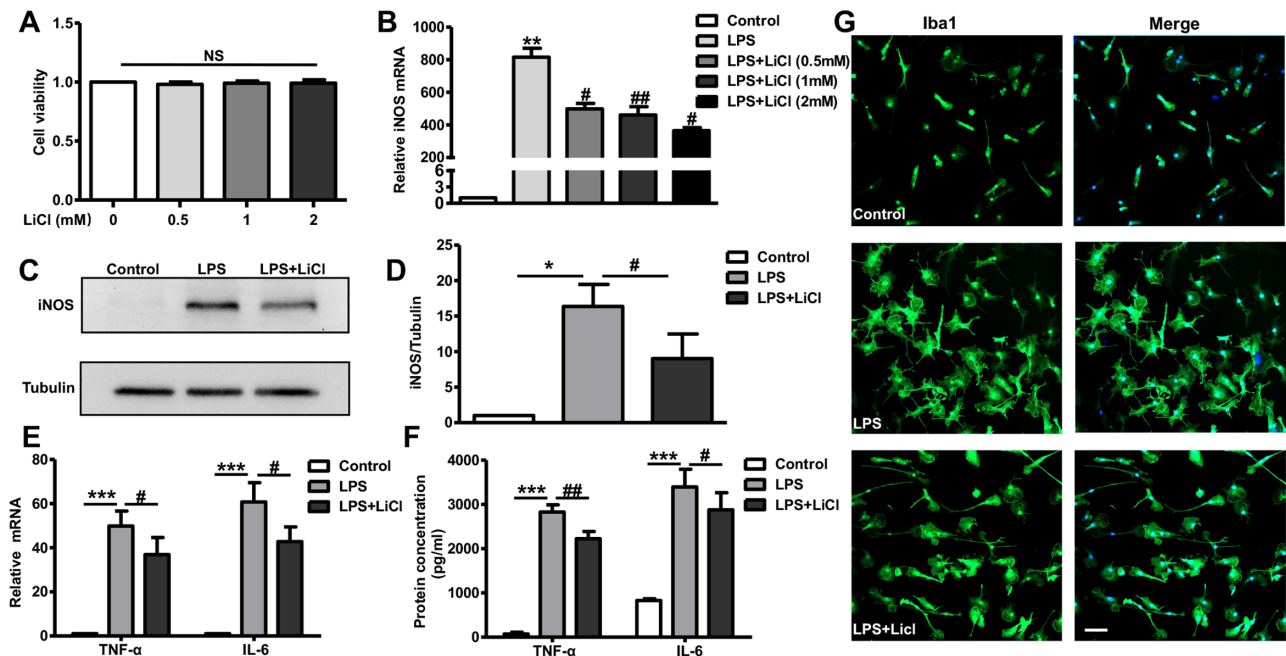 A
NS
Cell viability
1.5
1.0
0.5
0.0
LiCl (mM)
0 0.5 1 2
B
Control
LPS
LPS+LiCl (0.5mM)
LPS+LiCl (1mM)
LPS+LiCl (2mM)
Relative iNOS mRNA
1000
800
600
400
200
6
3
0
**
#
##
#
C
Control LPS LPS+LiCl
iNOS
Tubulin
D
iNOS/Tubulin
25
20
15
10
5
0
*
#
Control
LPS
LPS+LiCl
E
Relative mRNA
80
60
40
20
0
*** #
*** #
TNF-α IL-6
Control
LPS
LPS+LiCl
F
Protein concentration
(pg/ml)
4000
3000
2000
1000
0
*** ##
*** #
TNF-α IL-6
Control
LPS
LPS+LiCl
G
Iba1 Merge
Control
LPS
LPS+Licl